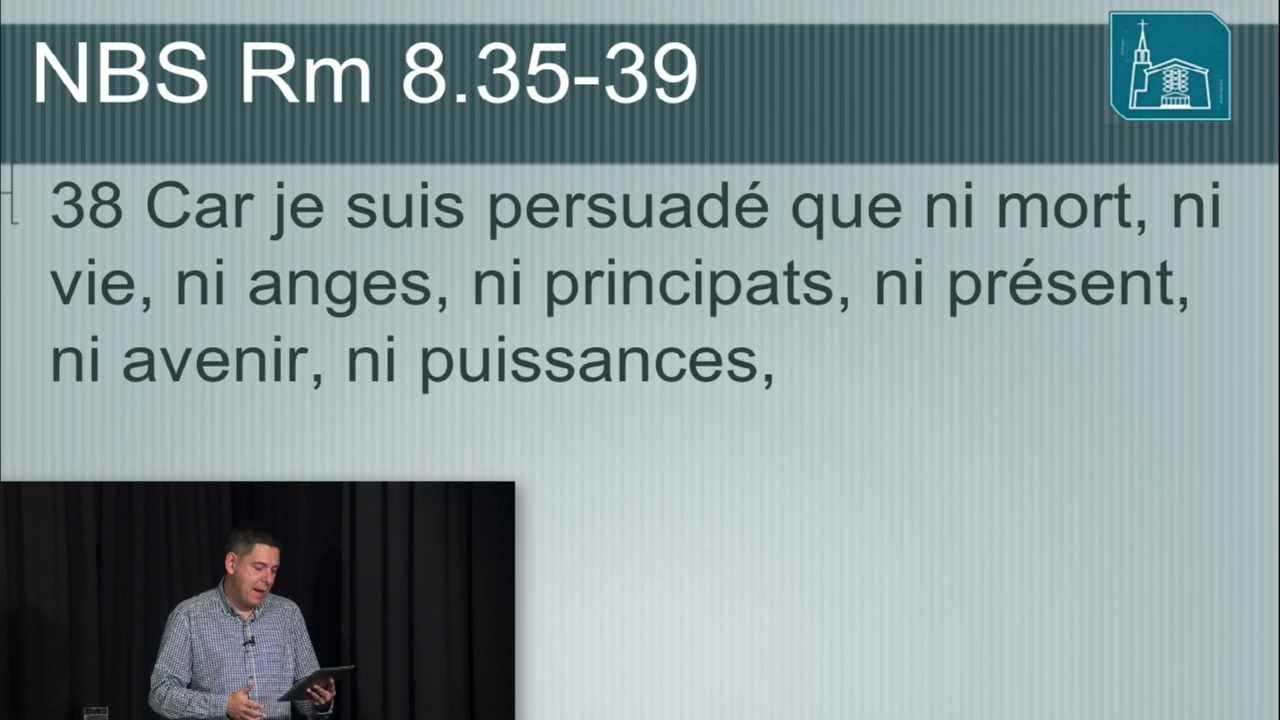 NBS Rm 8.35-39
38 Car je suis persuadé que ni mort, ni
vie, ni anges, ni principats, ni présent,
ni avenir, ni puissances,